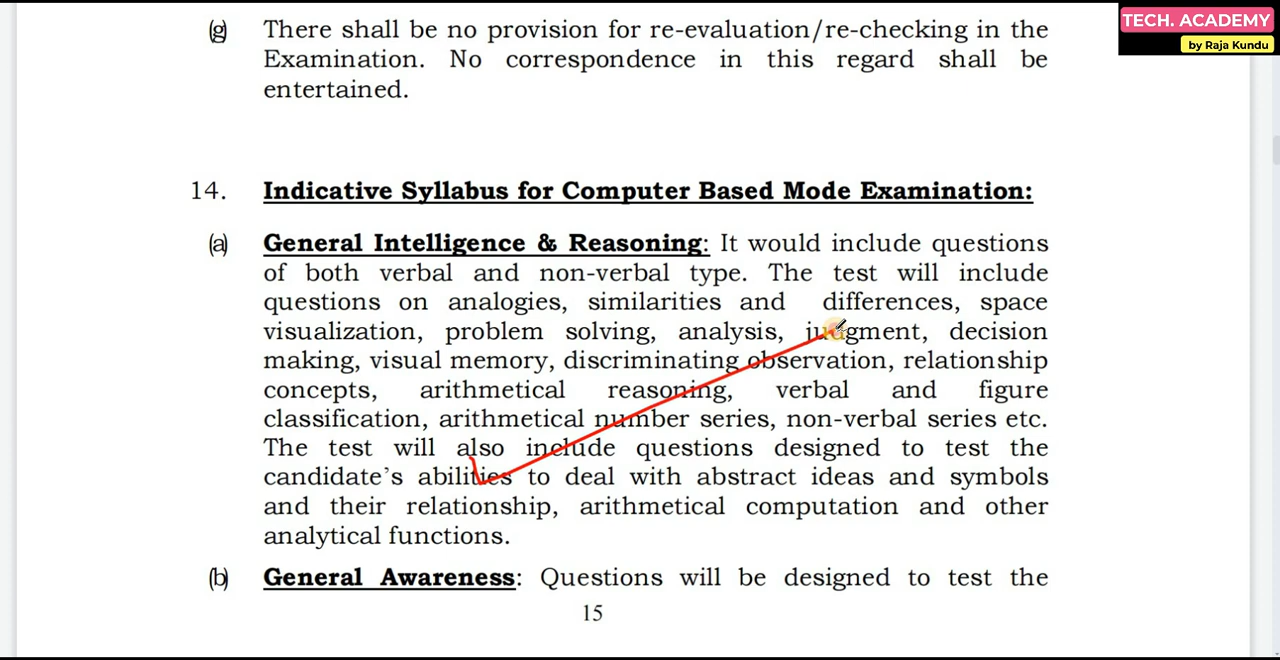 TECH. ACADEMY
by Raja Kundu
(g) There shall be no provision for re-evaluation/re-checking in the
Examination. No correspondence in this regard shall be
entertained.
14. Indicative Syllabus for Computer Based Mode Examination:
(a) General Intelligence & Reasoning: It would include questions
of both verbal and non-verbal type. The test will include
questions on analogies, similarities and differences, space
visualization, problem solving, analysis, judgment, decision
making, visual memory, discriminating observation, relationship
concepts, arithmetical reasoning, verbal and figure
classification, arithmetical number series, non-verbal series etc.
The test will also include questions designed to test the
candidate's abilities to deal with abstract ideas and symbols
and their relationship, arithmetical computation and other
analytical functions.
(b) General Awareness: Questions will be designed to test the
15